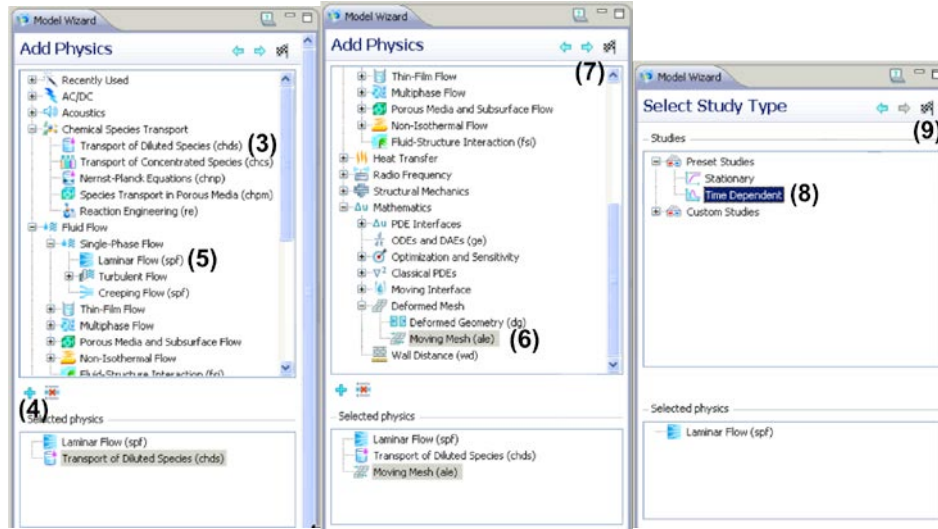 Model Wizard
Add Physics
Recently Used
AC/DC
Acoustics
Chemical Species Transport
Transport of Diluted Species (chds) (3)
Transport of Concentrated Species (chcs)
Nernst-Planck Equations (chnp)
Species Transport in Porous Media (chpm)
Reaction Engineering (re)
Fluid Flow
Single-Phase Flow
Laminar Flow (spf) (5)
Turbulent Flow
Creeping Flow (spf)
Thin-Film Flow
Multiphase Flow
Porous Media and Subsurface Flow
Non-Isothermal Flow
Fluid-Structure Interaction (fsi)
(4)
Selected physics
Laminar Flow (spf)
Transport of Diluted Species (chds)
Model Wizard
Add Physics
(7)
Thin-Film Flow
Multiphase Flow
Porous Media and Subsurface Flow
Non-Isothermal Flow
Fluid-Structure Interaction (fsi)
Heat Transfer
Radio Frequency
Structural Mechanics
Δu Mathematics
Δu PDE Interfaces
ODEs and DAEs (ge)
Optimization and Sensitivity
∇² Classical PDEs
Moving Interface
Deformed Mesh
Deformed Geometry (dg)
Moving Mesh (ale) (6)
Wall Distance (wd)
Selected physics
Laminar Flow (spf)
Transport of Diluted Species (chds)
Moving Mesh (ale)
Model Wizard
Select Study Type
(9)
Studies
Preset Studies
Stationary
Time Dependent (8)
Custom Studies
Selected physics
Laminar Flow (spf)